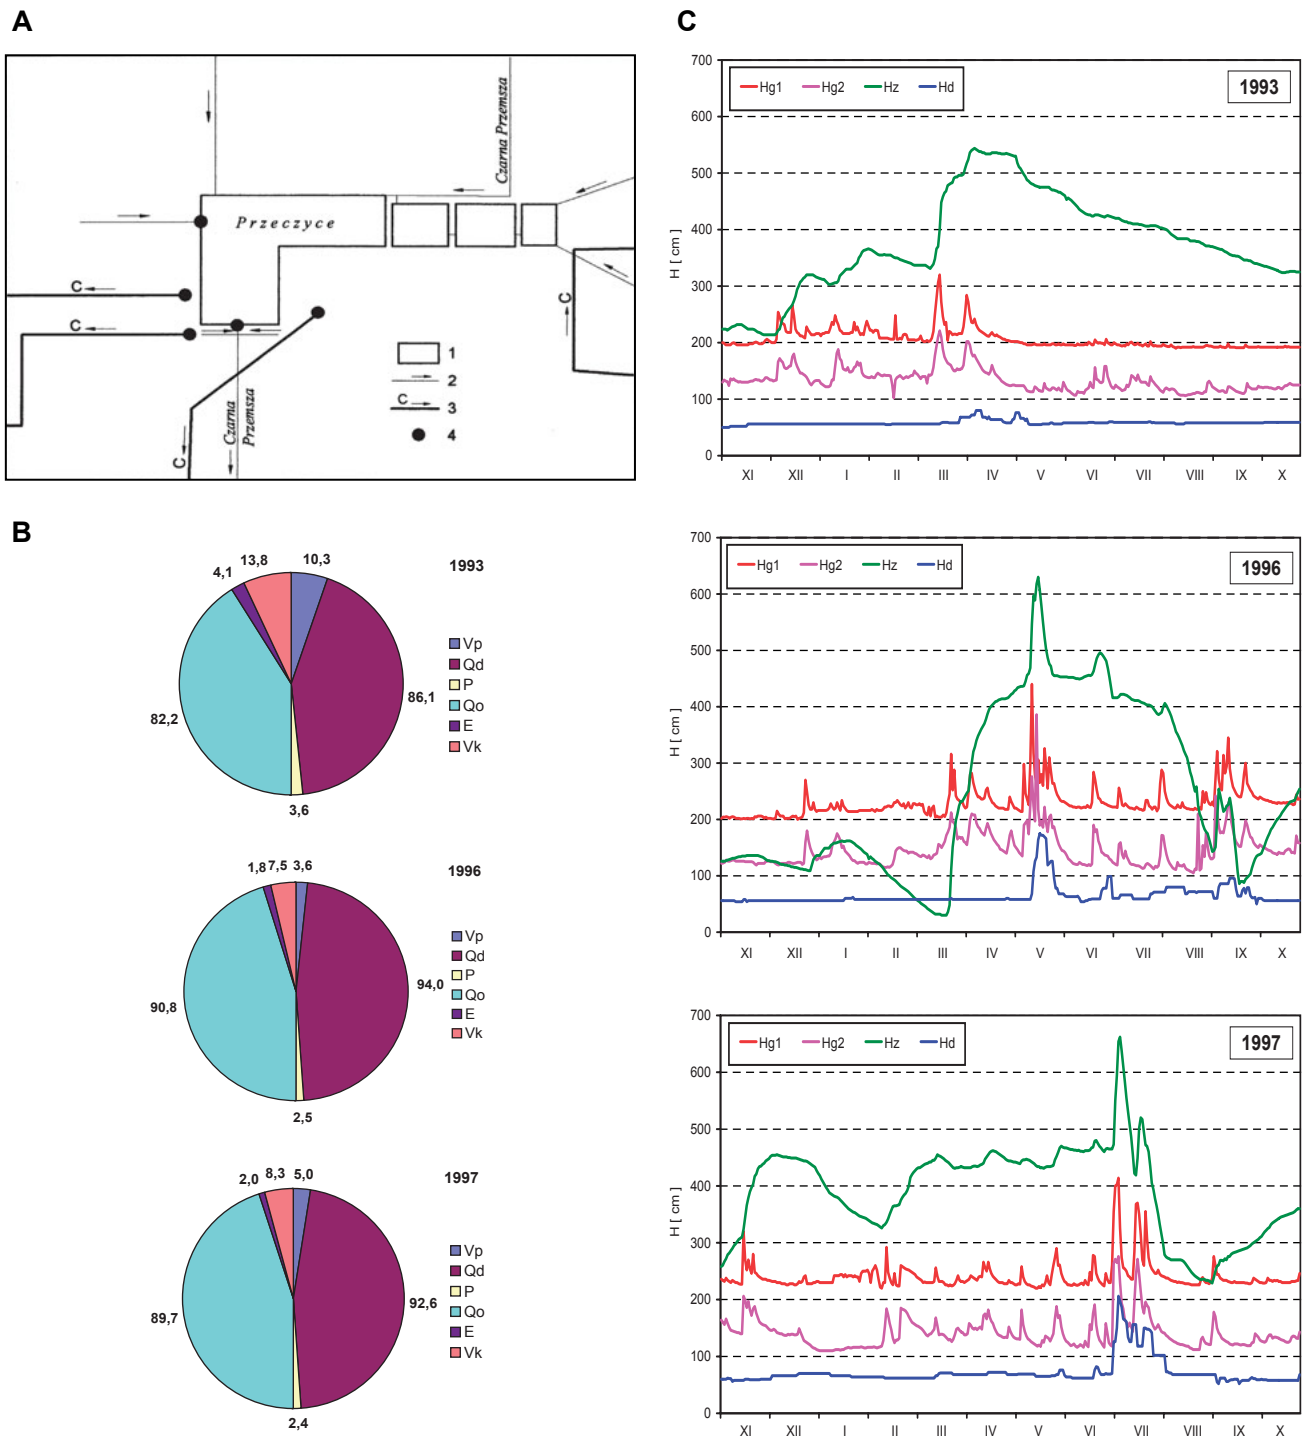 A
Czarna Przemsza
Przeczyce
C
C
C
C
Czarna
Przemsza
1
2
C 3
4
B
1993
4,1 13,8 10,3
82,2 86,1
3,6
Vp
Qd
P
Qo
E
Vk
1996
1,8 7,5 3,6
90,8 94,0
2,5
Vp
Qd
P
Qo
E
Vk
1997
2,0 8,3 5,0
89,7 92,6
2,4
Vp
Qd
P
Qo
E
Vk
C
1993
Hg1 Hg2 Hz Hd
H [ cm ]
700
600
500
400
300
200
100
0
XI XII I II III IV V VI VII VIII IX X
1996
Hg1 Hg2 Hz Hd
H [ cm ]
700
600
500
400
300
200
100
0
XI XII I II III IV V VI VII VIII IX X
1997
Hg1 Hg2 Hz Hd
H [ cm ]
700
600
500
400
300
200
100
0
XI XII I II III IV V VI VII VIII IX X